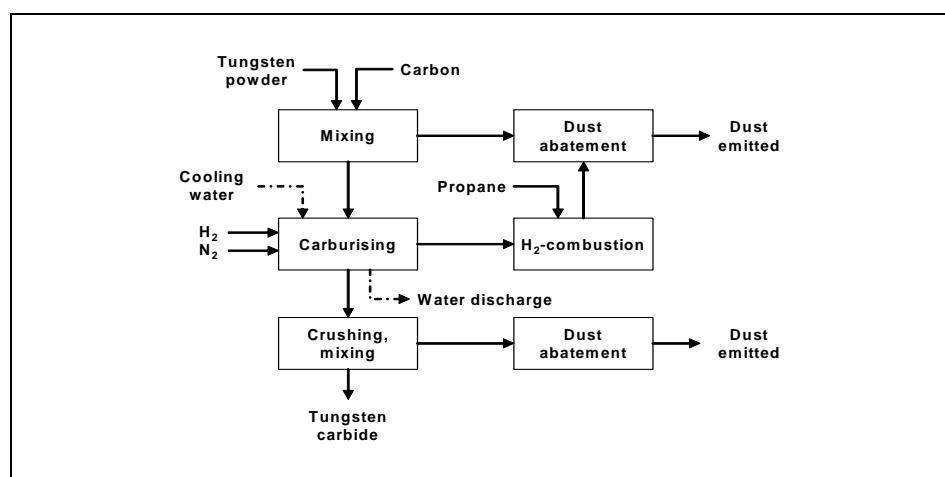 Tungsten
powder
Carbon
Mixing
Dust
abatement
Dust
emitted
Cooling
water
Propane
H₂
N₂
Carburising
H₂-combustion
Water discharge
Crushing,
mixing
Dust
abatement
Dust
emitted
Tungsten
carbide